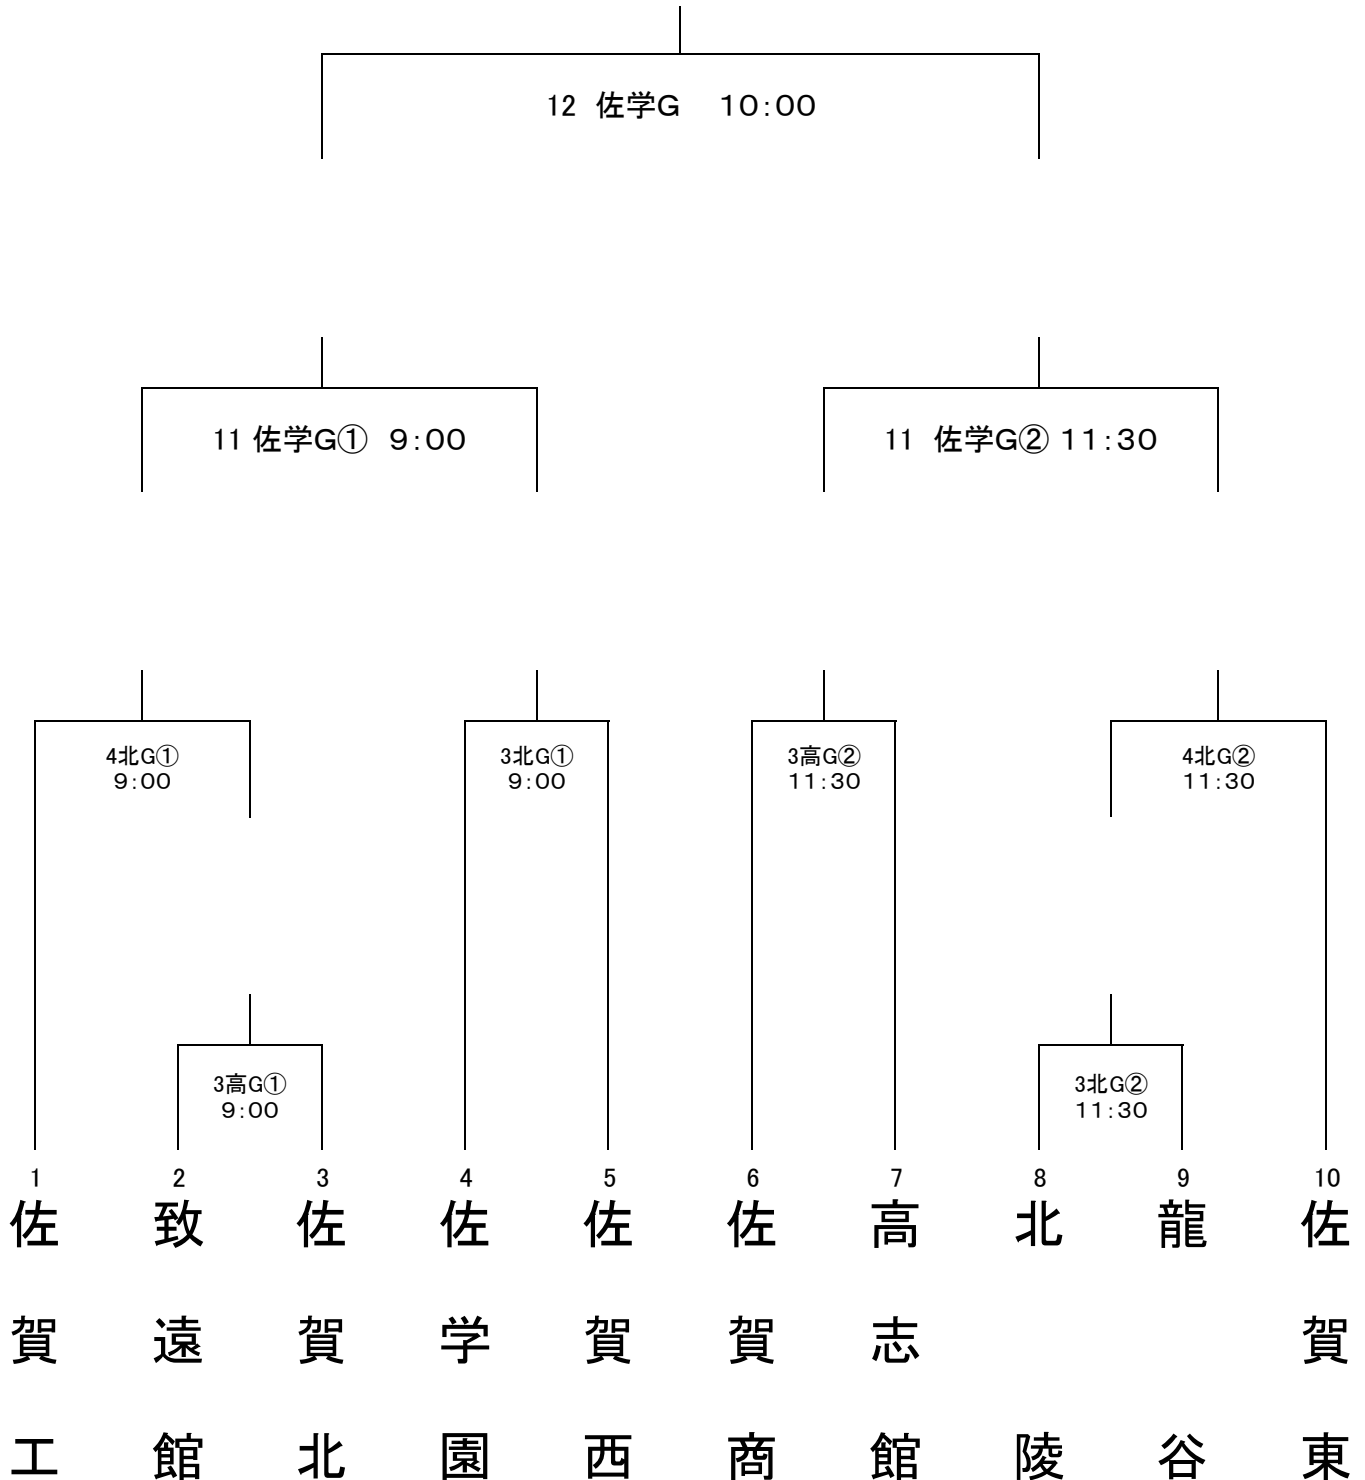 12 佐学G 10:00
11 佐学G① 9:00
11 佐学G② 11:30
4北G①
9:00
3北G①
9:00
3高G②
11:30
4北G②
11:30
3高G①
9:00
3北G②
11:30
1 2 3 4 5 6 7 8 9 10
佐賀工
致遠館
佐賀北
佐学園
佐賀西
佐賀商
高志館
北陵
龍谷
佐賀東